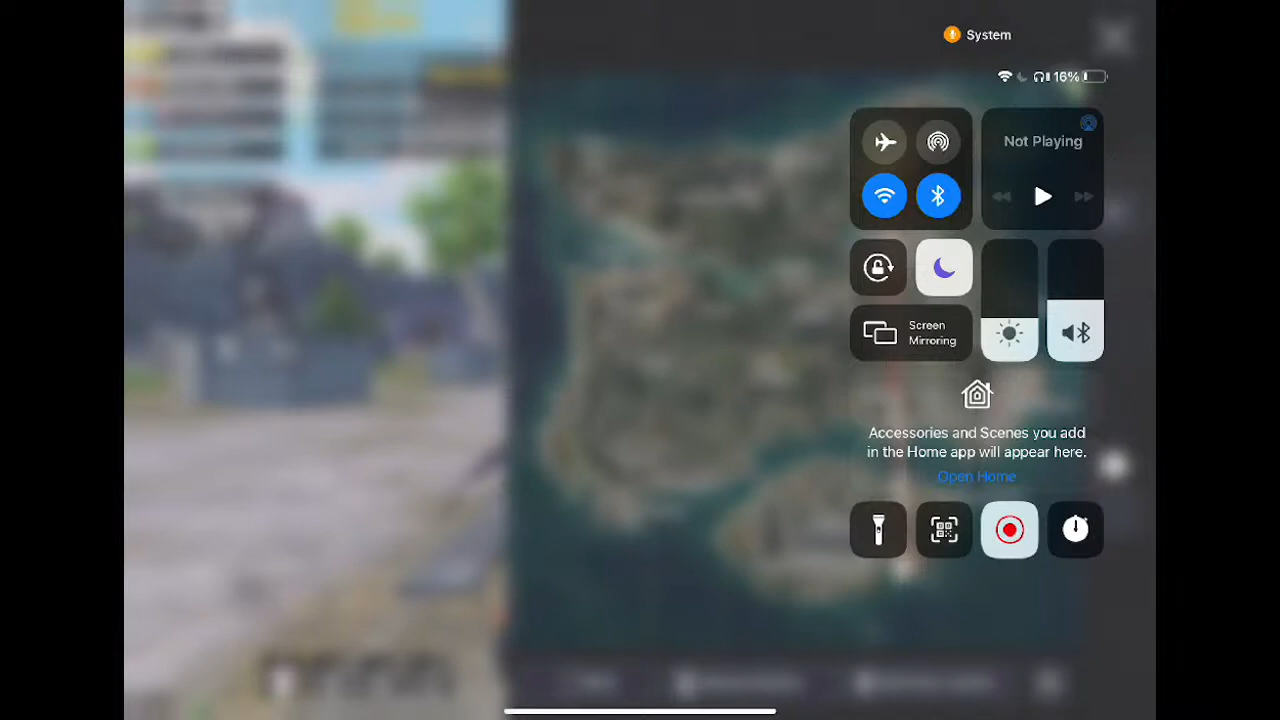 System
16%
Not Playing
Screen
Mirroring
Accessories and Scenes you add
in the Home app will appear here.
Open Home